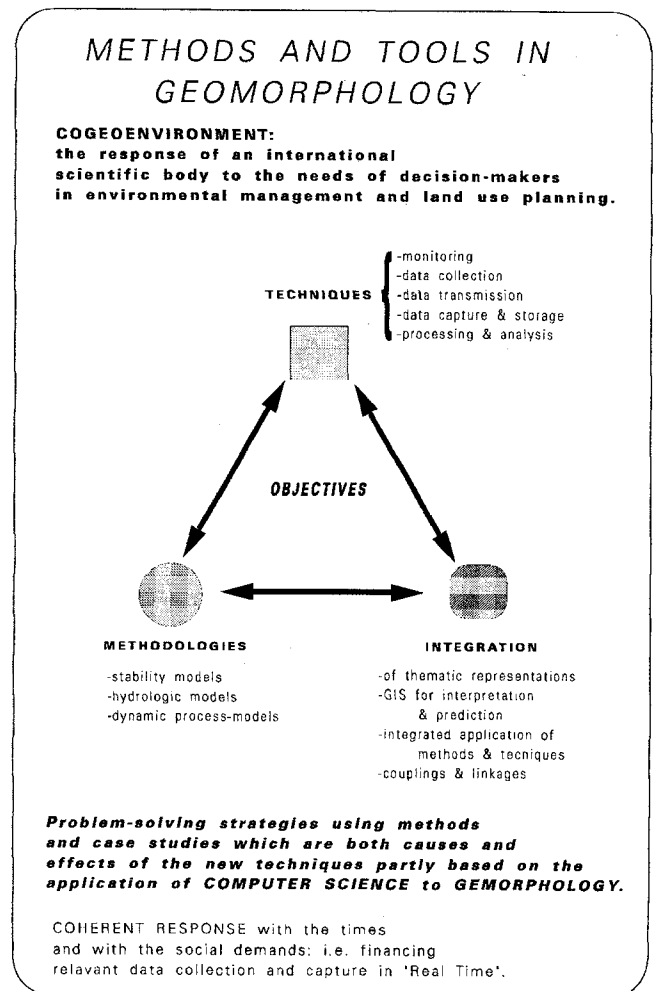 METHODS AND TOOLS IN
GEOMORPHOLOGY
COGEOENVIRONMENT:
the response of an international
scientific body to the needs of decision-makers
in environmental management and land use planning.
TECHNIQUES
-monitoring
-data collection
-data transmission
-data capture & storage
-processing & analysis
OBJECTIVES
METHODOLOGIES
-stability models
-hydrologic models
-dynamic process-models
INTEGRATION
-of thematic representations
-GIS for interpretation
& prediction
-integrated application of
methods & tecniques
-couplings & linkages
Problem-solving strategies using methods
and case studies which are both causes and
effects of the new techniques partly based on the
application of COMPUTER SCIENCE to GEMORPHOLOGY.
COHERENT RESPONSE with the times
and with the social demands: i.e. financing
relavant data collection and capture in 'Real Time'.